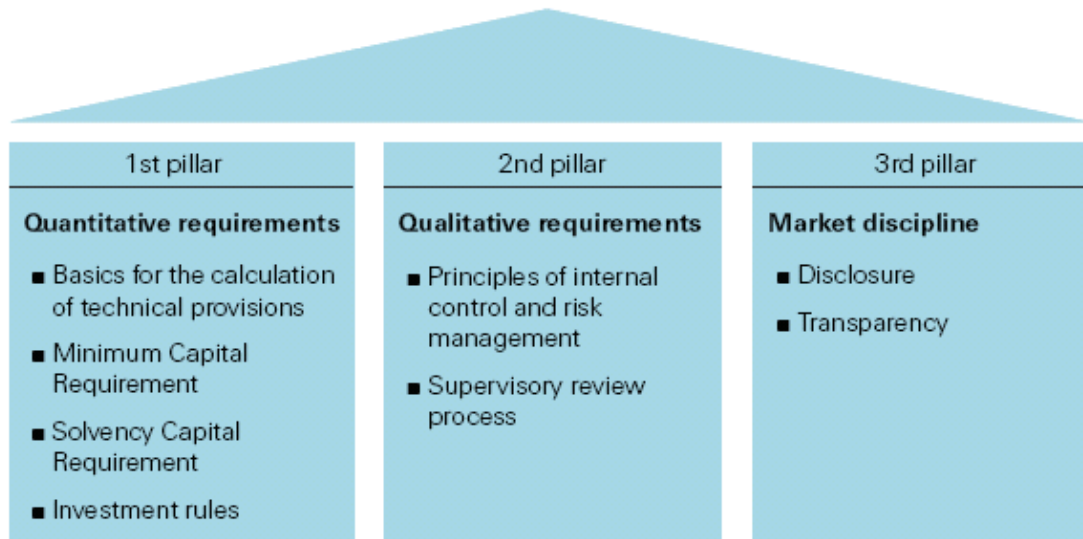 1st pillar
Quantitative requirements
■ Basics for the calculation
of technical provisions
■ Minimum Capital
Requirement
■ Solvency Capital
Requirement
■ Investment rules
2nd pillar
Qualitative requirements
■ Principles of internal
control and risk
management
■ Supervisory review
process
3rd pillar
Market discipline
■ Disclosure
■ Transparency